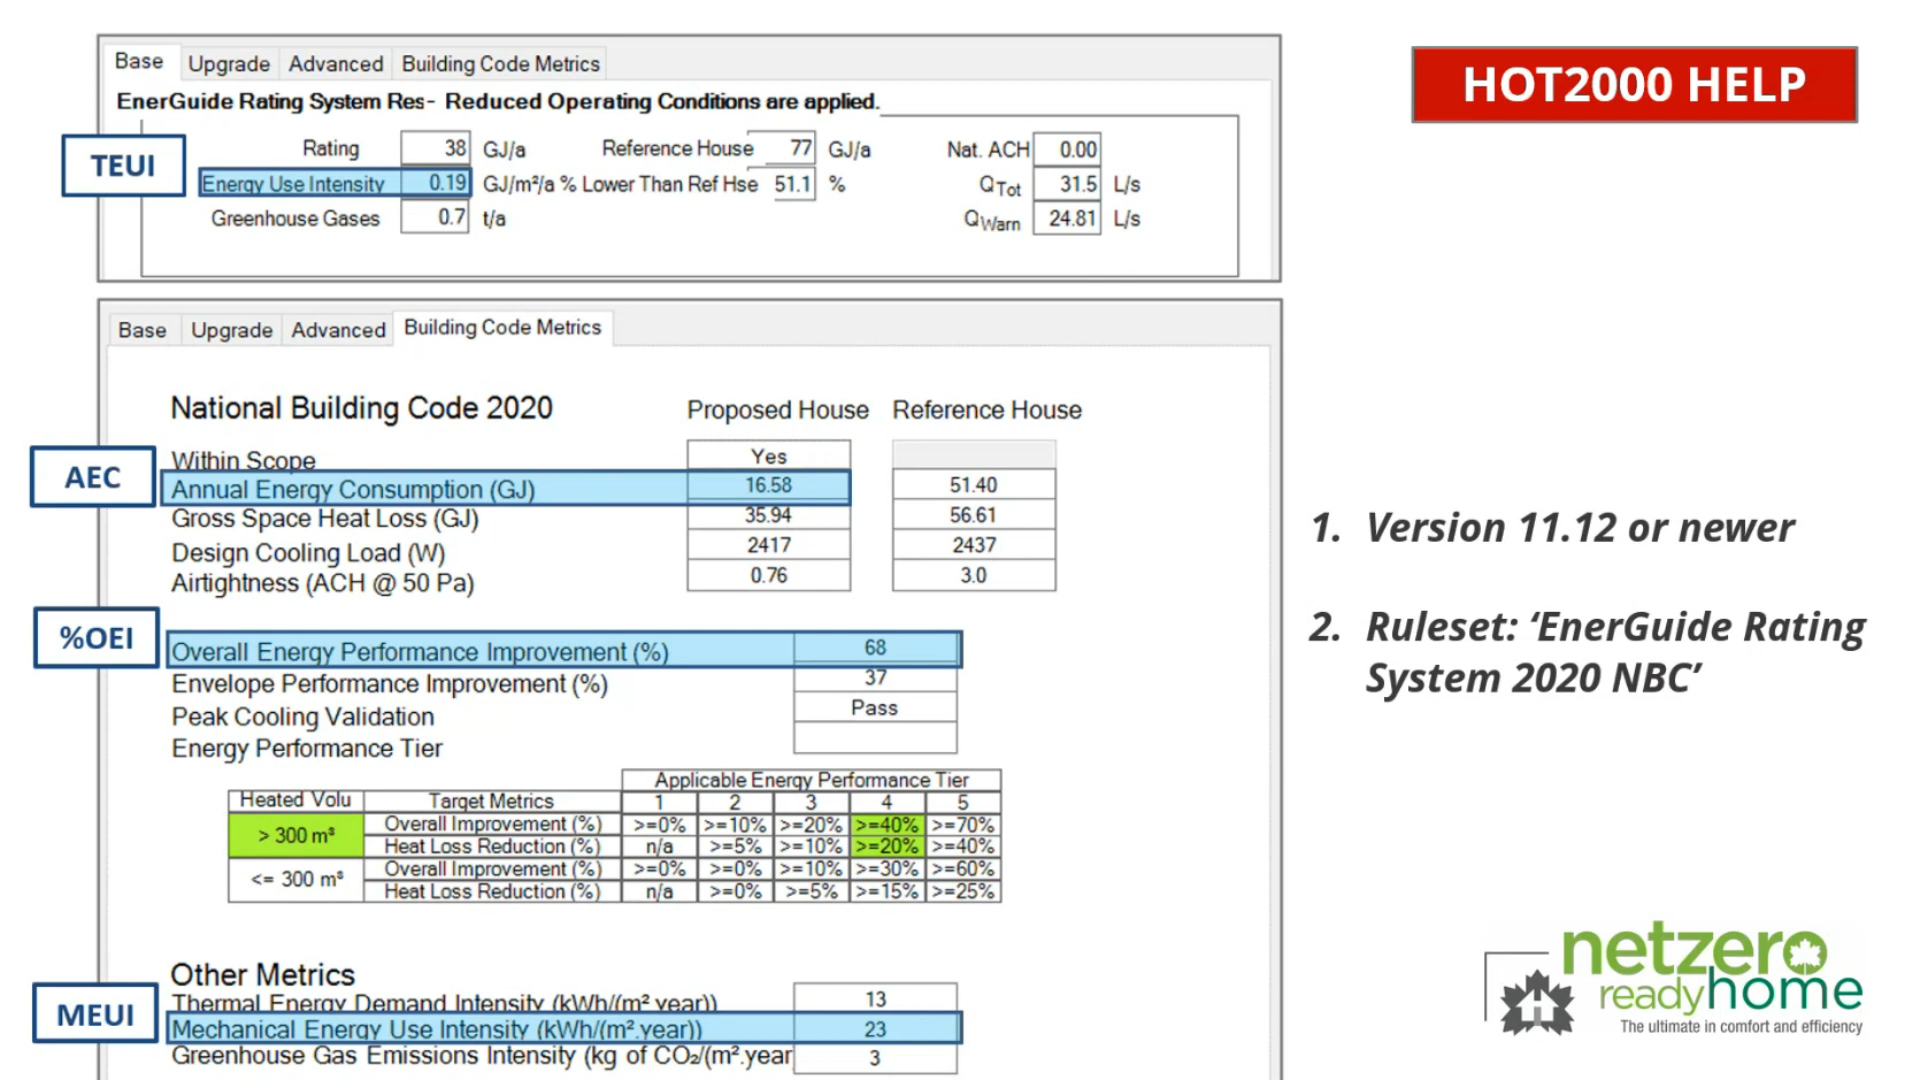 HOT2000 HELP
Base Upgrade Advanced Building Code Metrics
EnerGuide Rating System Res- Reduced Operating Conditions are applied.
TEUI
Rating 38 GJ/a Reference House 77 GJ/a Nat. ACH 0.00
Energy Use Intensity 0.19 GJ/m²/a % Lower Than Ref Hse 51.1 % QTot 31.5 L/s
Greenhouse Gases 0.7 t/a QWarn 24.81 L/s
Base Upgrade Advanced Building Code Metrics
National Building Code 2020 Proposed House Reference House
Within Scope Yes
AEC
Annual Energy Consumption (GJ) 16.58 51.40
Gross Space Heat Loss (GJ) 35.94 56.61
Design Cooling Load (W) 2417 2437
Airtightness (ACH @ 50 Pa) 0.76 3.0
%OEI
Overall Energy Performance Improvement (%) 68
Envelope Performance Improvement (%) 37
Peak Cooling Validation Pass
Energy Performance Tier
Applicable Energy Performance Tier
Heated Volu Target Metrics 1 2 3 4 5
> 300 m³ Overall Improvement (%) >=0% >=10% >=20% >=40% >=70%
Heat Loss Reduction (%) n/a >=5% >=10% >=20% >=40%
<= 300 m³ Overall Improvement (%) >=0% >=0% >=10% >=30% >=60%
Heat Loss Reduction (%) n/a >=0% >=5% >=15% >=25%
Other Metrics
Thermal Energy Demand Intensity (kWh/(m².year)) 13
MEUI
Mechanical Energy Use Intensity (kWh/(m².year)) 23
Greenhouse Gas Emissions Intensity (kg of CO₂/(m².year 3
1. Version 11.12 or newer
2. Ruleset: ‘EnerGuide Rating
System 2020 NBC’
netzero
readyhome
The ultimate in comfort and efficiency